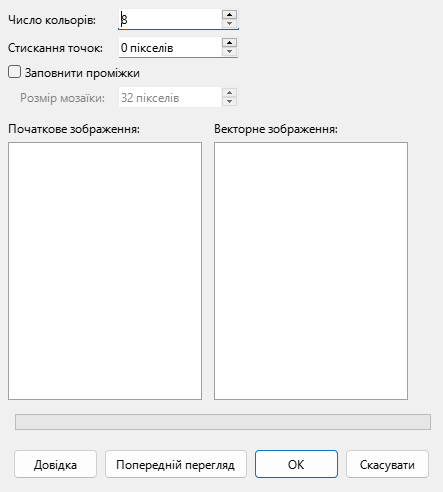 Число кольорів: 8
Стискання точок: 0 пікселів
Заповнити проміжки
Розмір мозаїки: 32 пікселів
Початкове зображення: Векторне зображення:
Довідка Попередній перегляд ОК Скасувати